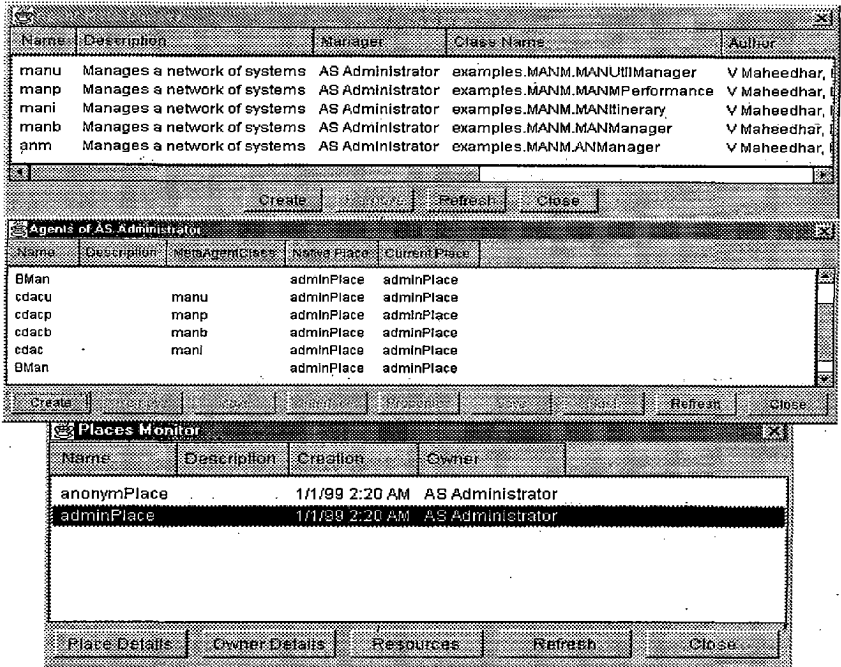 Name Description Manager Class Name Author
manu Manages a network of systems AS Administrator examples.MANM.MANUtilManager V Maheedhar,
manp Manages a network of systems AS Administrator examples.MANM.MANMPerformance V Maheedhar,
mani Manages a network of systems AS Administrator examples.MANM.MANItinerary V Maheedhar,
manb Manages a network of systems AS Administrator examples.MANM.MANManager V Maheedhar,
anm Manages a network of systems AS Administrator examples.MANM.ANManager V Maheedhar,
Create Refresh Close
Agents of AS Administrator
Name Description MetaAgentClass Native Place Current Place
BMan adminPlace adminPlace
cdacu manu adminPlace adminPlace
cdacp manp adminPlace adminPlace
cdacb manb adminPlace adminPlace
cdac mani adminPlace adminPlace
BMan adminPlace adminPlace
Create Refresh Close
Places Monitor
Name Description Creation Owner
anonymPlace 1/1/99 2:20 AM AS Administrator
adminPlace 1/1/99 2:20 AM AS Administrator
Place Details Owner Details Resources Refresh Close